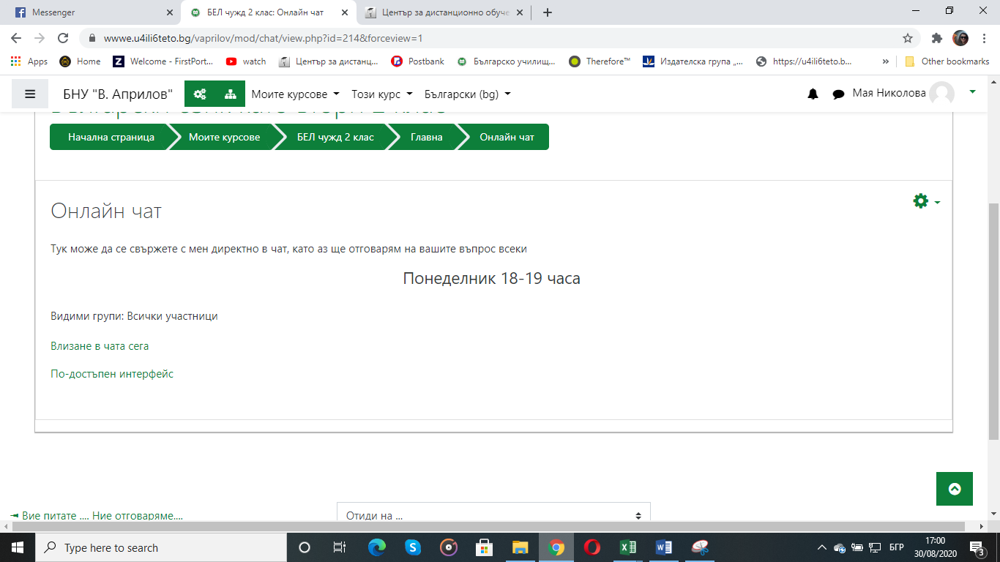 Messenger
БЕЛ чужд 2 клас: Онлайн чат
Център за дистанционно обуче
wwwe.u4ili6teto.bg/vaprilov/mod/chat/view.php?id=214&forceview=1
Apps Home Welcome - FirstPort... watch Център за дистанц... Postbank Българско училищ... Therefore™ Издателска група „... https://u4ili6teto.b... » Other bookmarks
БНУ "В. Априлов" Моите курсове Този курс Български (bg) Мая Николова
Начална страница Моите курсове БЕЛ чужд 2 клас Главна Онлайн чат
Онлайн чат
Тук може да се свържете с мен директно в чат, като аз ще отговарям на вашите въпрос всеки
Понеделник 18-19 часа
Видими групи: Всички участници
Влизане в чата сега
По-достъпен интерфейс
◄ Вие питате .... Ние отговаряме....
Отиди на ...
Type here to search
БГР
17:00
30/08/2020
3